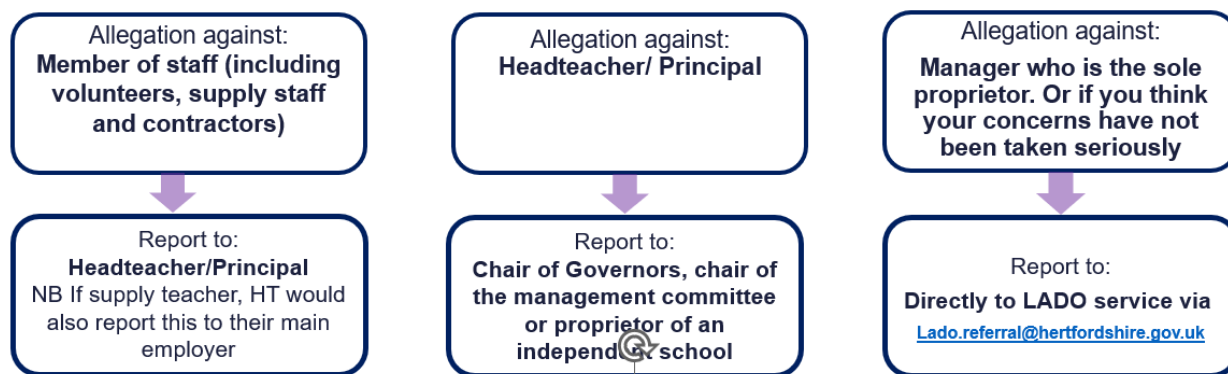 Allegation against:
Member of staff (including
volunteers, supply staff
and contractors)
Report to:
Headteacher/Principal
NB If supply teacher, HT would
also report this to their main
employer
Allegation against:
Headteacher/ Principal
Report to:
Chair of Governors, chair of
the management committee
or proprietor of an
independent school
Allegation against:
Manager who is the sole
proprietor. Or if you think
your concerns have not
been taken seriously
Report to:
Directly to LADO service via
Lado.referral@hertfordshire.gov.uk